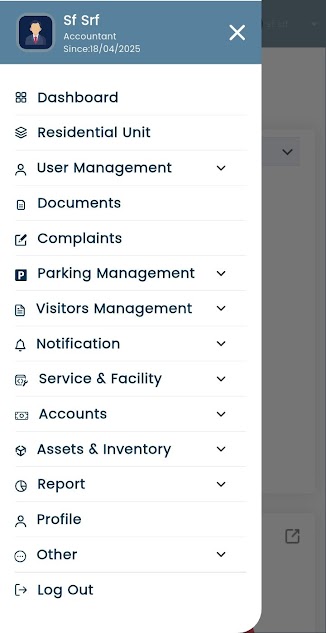 Sf Srf
Accountant
Since:18/04/2025
Dashboard
Residential Unit
User Management
Documents
Complaints
P Parking Management
Visitors Management
Notification
Service & Facility
Accounts
Assets & Inventory
Report
Profile
Other
Log Out